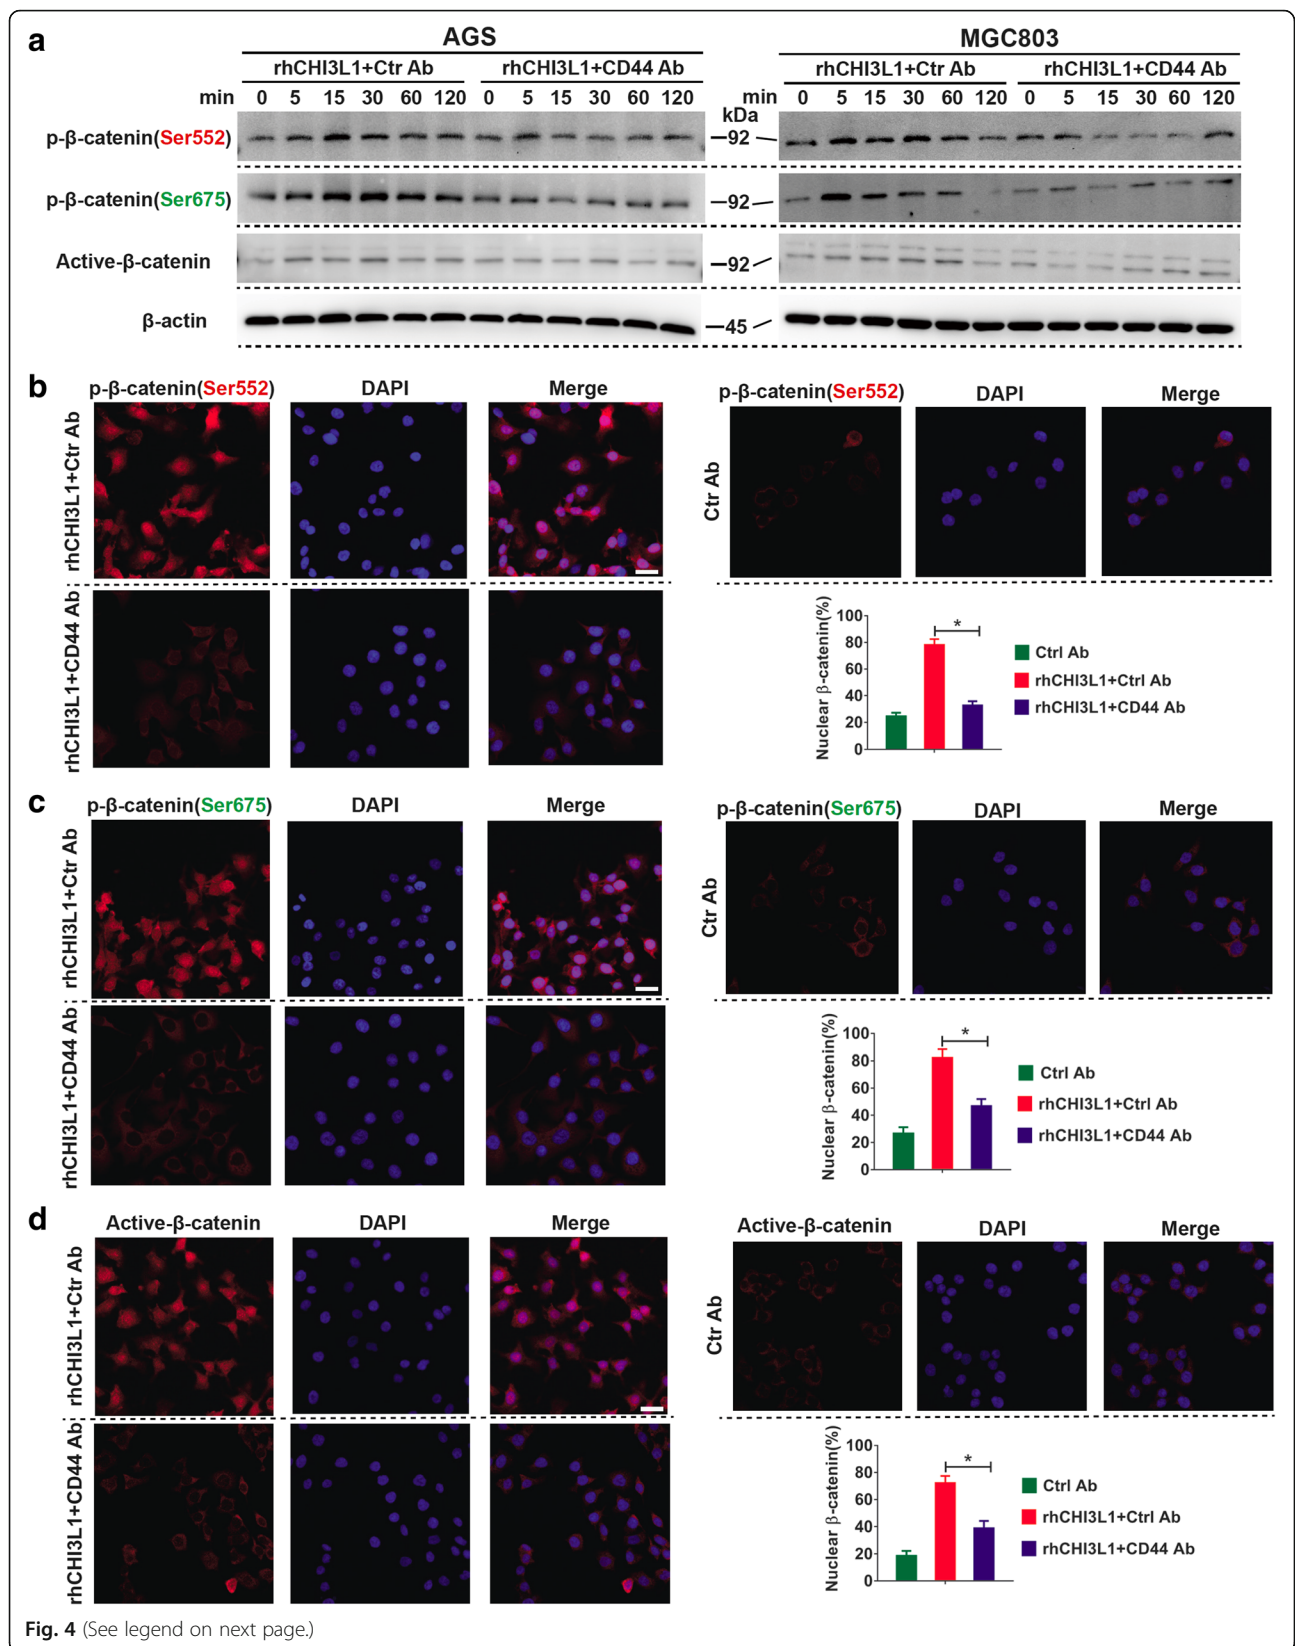 a
AGS
MGC803
rhCHI3L1+Ctr Ab
rhCHI3L1+CD44 Ab
rhCHI3L1+Ctr Ab
rhCHI3L1+CD44 Ab
min 0 5 15 30 60 120 0 5 15 30 60 120
min 0 5 15 30 60 120 0 5 15 30 60 120
kDa
p-β-catenin(Ser552)
92
p-β-catenin(Ser675)
92
Active-β-catenin
92
β-actin
45
b
p-β-catenin(Ser552) DAPI Merge
rhCHI3L1+Ctr Ab
rhCHI3L1+CD44 Ab
p-β-catenin(Ser552) DAPI Merge
Ctr Ab
Nuclear β-catenin(%)
100
80
60
40
20
0
*
Ctrl Ab
rhCHI3L1+Ctrl Ab
rhCHI3L1+CD44 Ab
c
p-β-catenin(Ser675) DAPI Merge
rhCHI3L1+Ctr Ab
rhCHI3L1+CD44 Ab
p-β-catenin(Ser675) DAPI Merge
Ctr Ab
Nuclear β-catenin(%)
100
80
60
40
20
0
*
Ctrl Ab
rhCHI3L1+Ctrl Ab
rhCHI3L1+CD44 Ab
d
Active-β-catenin DAPI Merge
rhCHI3L1+Ctr Ab
rhCHI3L1+CD44 Ab
Active-β-catenin DAPI Merge
Ctr Ab
Nuclear β-catenin(%)
100
80
60
40
20
0
*
Ctrl Ab
rhCHI3L1+Ctrl Ab
rhCHI3L1+CD44 Ab
Fig. 4 (See legend on next page.)